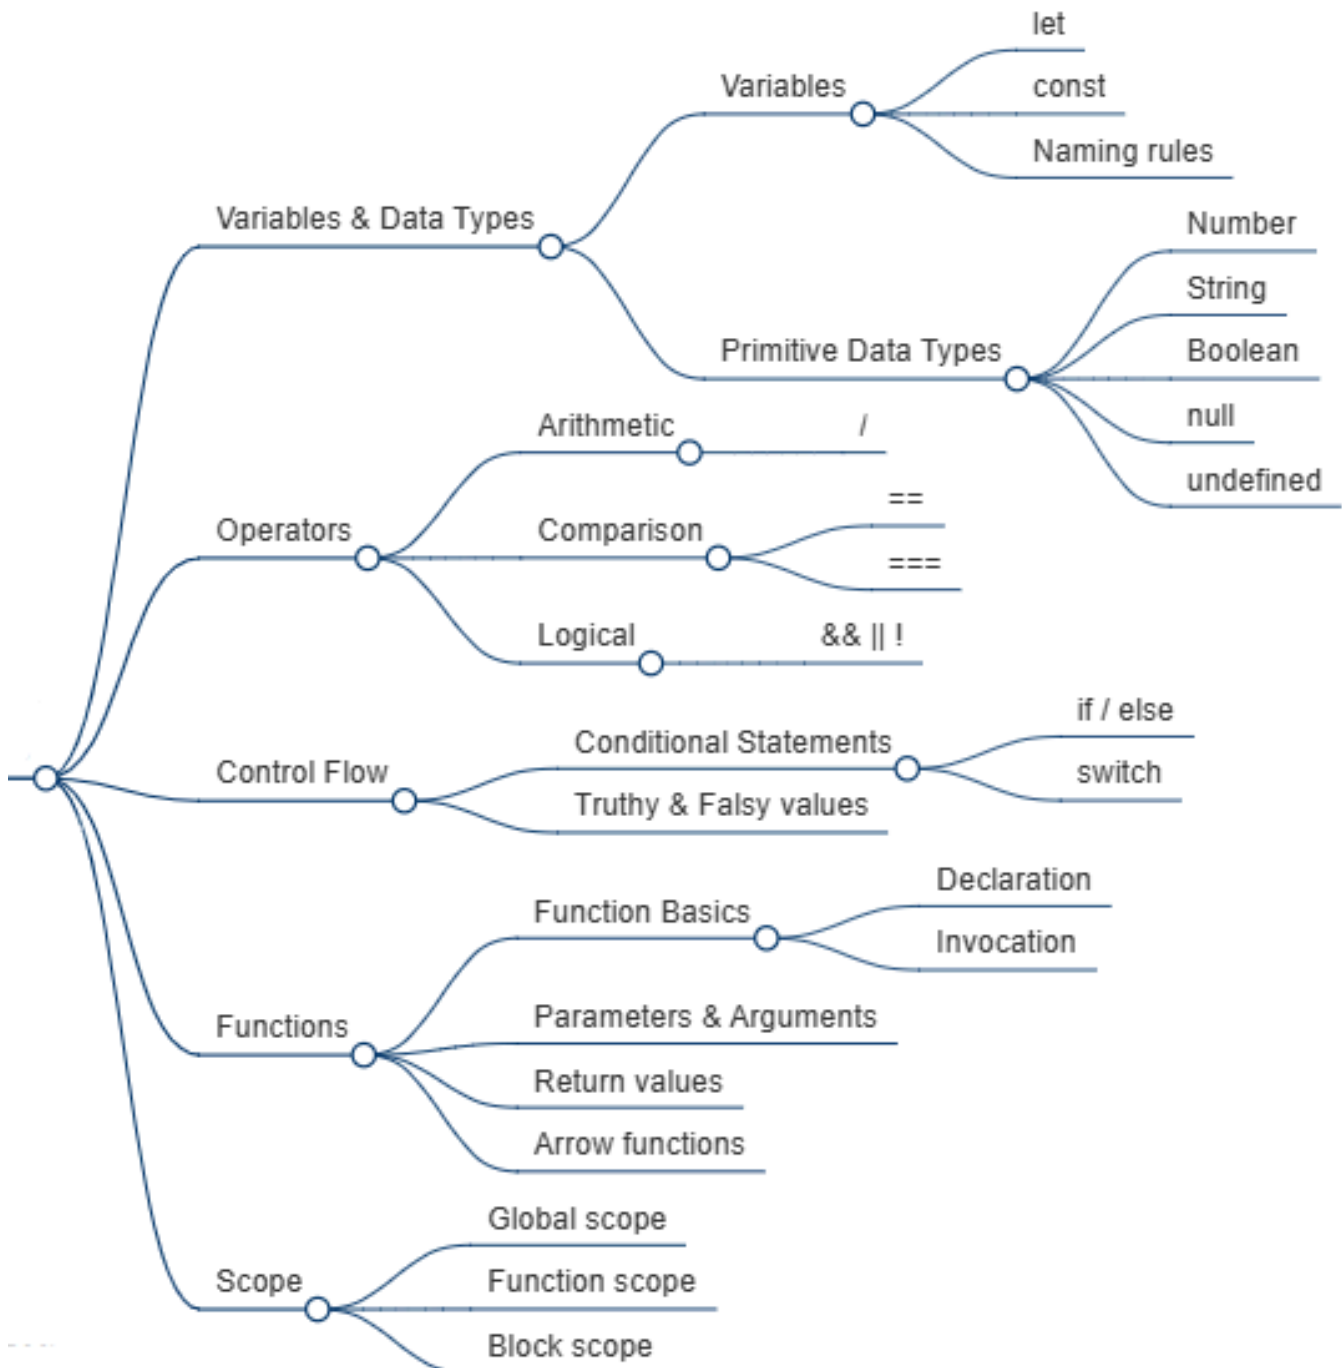 let
const
Variables
Naming rules
Variables & Data Types
Number
String
Boolean
Primitive Data Types
null
undefined
Arithmetic
/
==
Operators
Comparison
===
Logical
&& || !
if / else
Conditional Statements
switch
Control Flow
Truthy & Falsy values
Declaration
Function Basics
Invocation
Functions
Parameters & Arguments
Return values
Arrow functions
Global scope
Scope
Function scope
Block scope